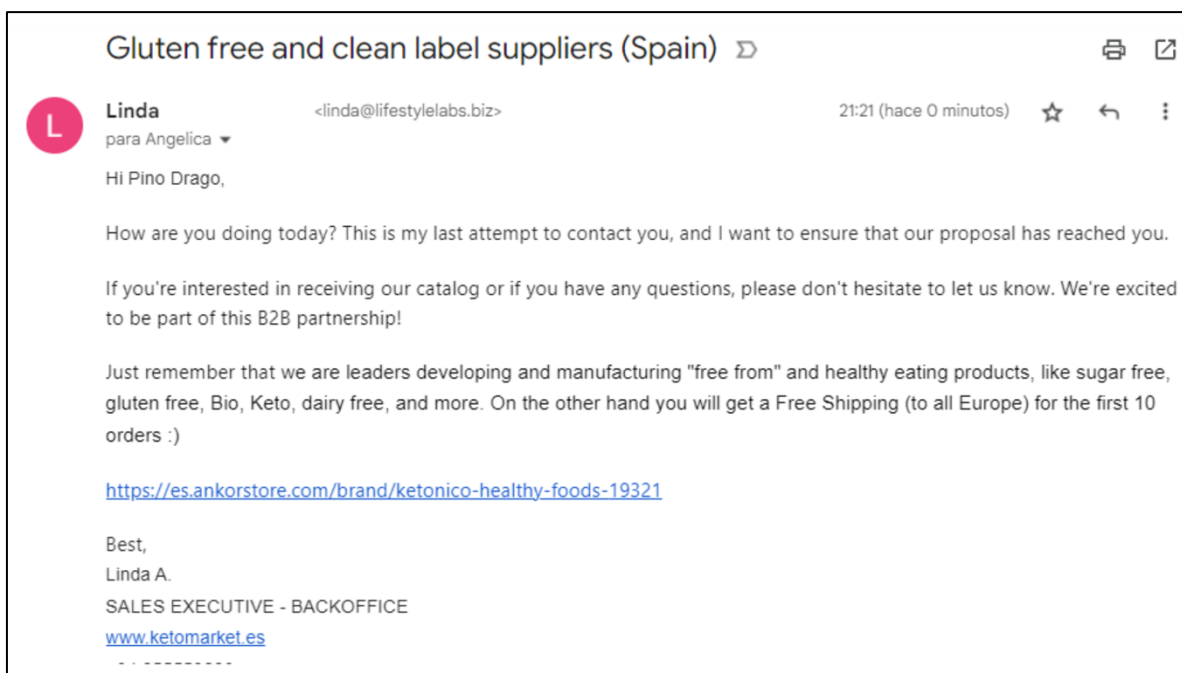 Gluten free and clean label suppliers (Spain)
L
Linda <linda@lifestylelabs.biz> 21:21 (hace 0 minutos)
para Angelica
Hi Pino Drago,
How are you doing today? This is my last attempt to contact you, and I want to ensure that our proposal has reached you.
If you're interested in receiving our catalog or if you have any questions, please don't hesitate to let us know. We're excited
to be part of this B2B partnership!
Just remember that we are leaders developing and manufacturing "free from" and healthy eating products, like sugar free,
gluten free, Bio, Keto, dairy free, and more. On the other hand you will get a Free Shipping (to all Europe) for the first 10
orders :)
https://es.ankorstore.com/brand/ketonico-healthy-foods-19321
Best,
Linda A.
SALES EXECUTIVE - BACKOFFICE
www.ketomarket.es